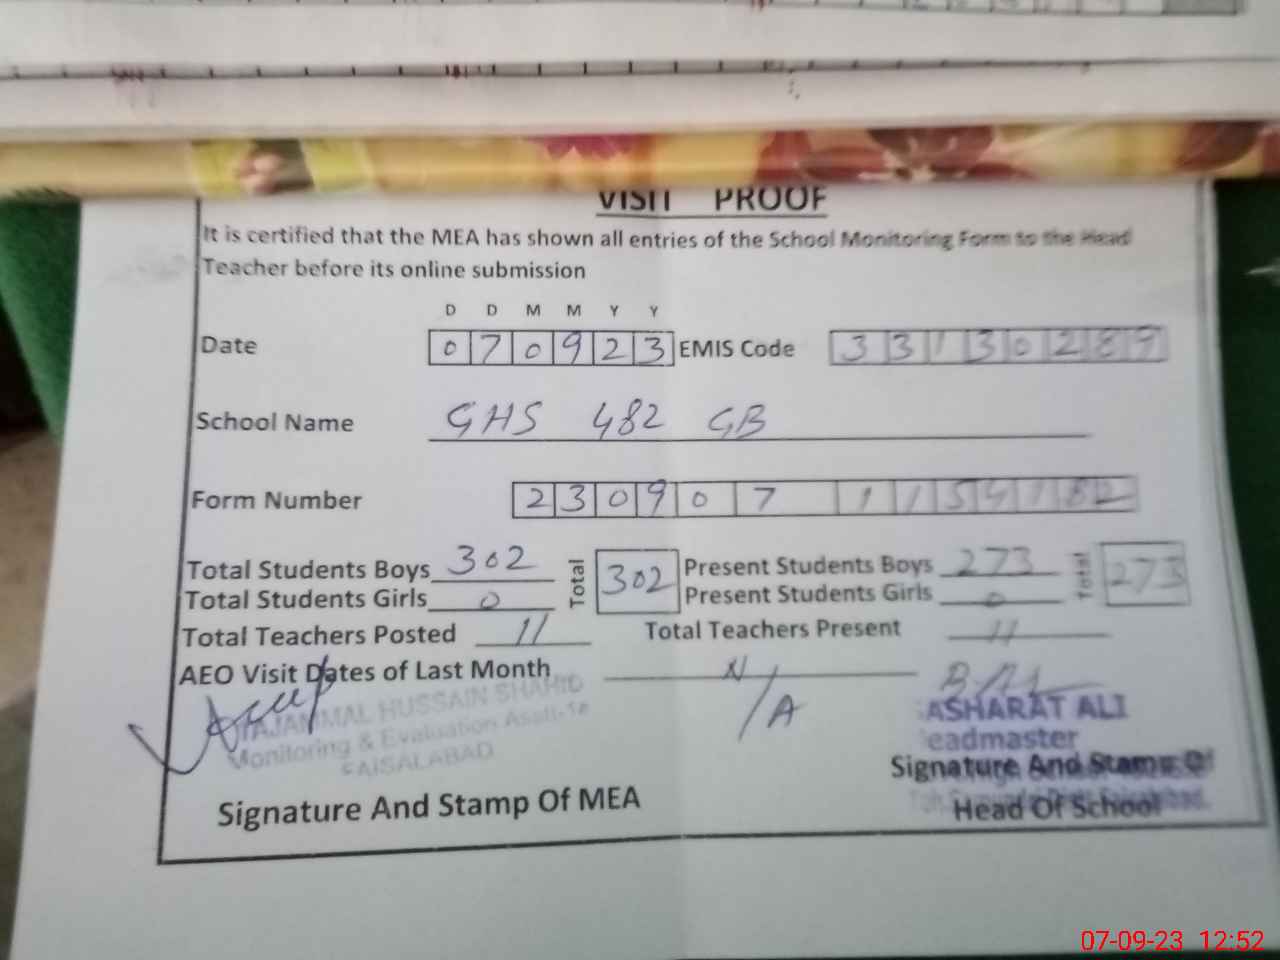 VISIT PROOF
It is certified that the MEA has shown all entries of the School Monitoring Form to the Head
Teacher before its online submission
D D M M Y Y
Date 0 7 0 9 2 3 EMIS Code 3 3 1 3 0 2 8 9
School Name GHS 482 GB
Form Number 2 3 0 9 0 7 1 1 5 4 1 8 2
Total Students Boys 302 Total 302 Present Students Boys 273 Total 273
Total Students Girls 0 Present Students Girls 0
Total Teachers Posted 11 Total Teachers Present 11
AEO Visit Dates of Last Month N/A
TAJAMMAL HUSSAIN SHAHID
Monitoring & Evaluation Assit-
FAISALABAD
ASHARAT ALI
eadmaster
Signature And Stamp Of MEA
Signature And Stamp Of
Head Of School
07-09-23 12:52